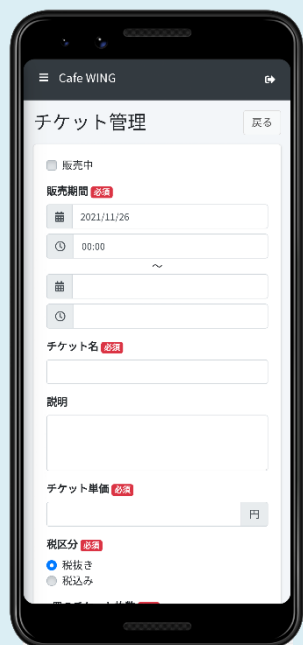 Cafe WING
チケット管理
戻る
販売中
販売期間 必須
2021/11/26
00:00
～
チケット名 必須
説明
チケット単価 必須
円
税区分 必須
税抜き
税込み